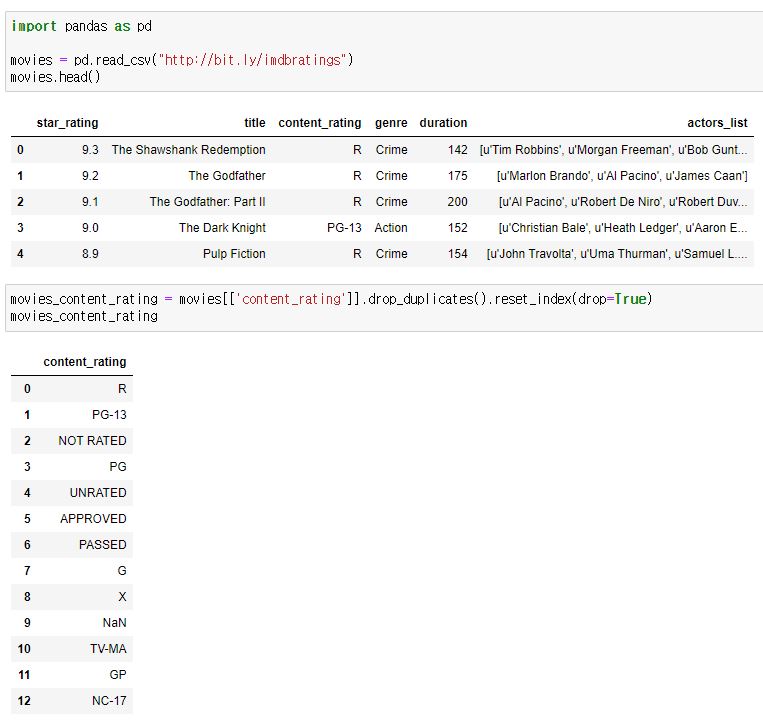 import pandas as pd
movies = pd.read_csv("http://bit.ly/imdbratings")
movies.head()
star_rating title content_rating genre duration actors_list
0 9.3 The Shawshank Redemption R Crime 142 [u'Tim Robbins', u'Morgan Freeman', u'Bob Gunt...
1 9.2 The Godfather R Crime 175 [u'Marlon Brando', u'Al Pacino', u'James Caan']
2 9.1 The Godfather: Part II R Crime 200 [u'Al Pacino', u'Robert De Niro', u'Robert Duv...
3 9.0 The Dark Knight PG-13 Action 152 [u'Christian Bale', u'Heath Ledger', u'Aaron E...
4 8.9 Pulp Fiction R Crime 154 [u'John Travolta', u'Uma Thurman', u'Samuel L....
movies_content_rating = movies[['content_rating']].drop_duplicates().reset_index(drop=True)
movies_content_rating
content_rating
0 R
1 PG-13
2 NOT RATED
3 PG
4 UNRATED
5 APPROVED
6 PASSED
7 G
8 X
9 NaN
10 TV-MA
11 GP
12 NC-17